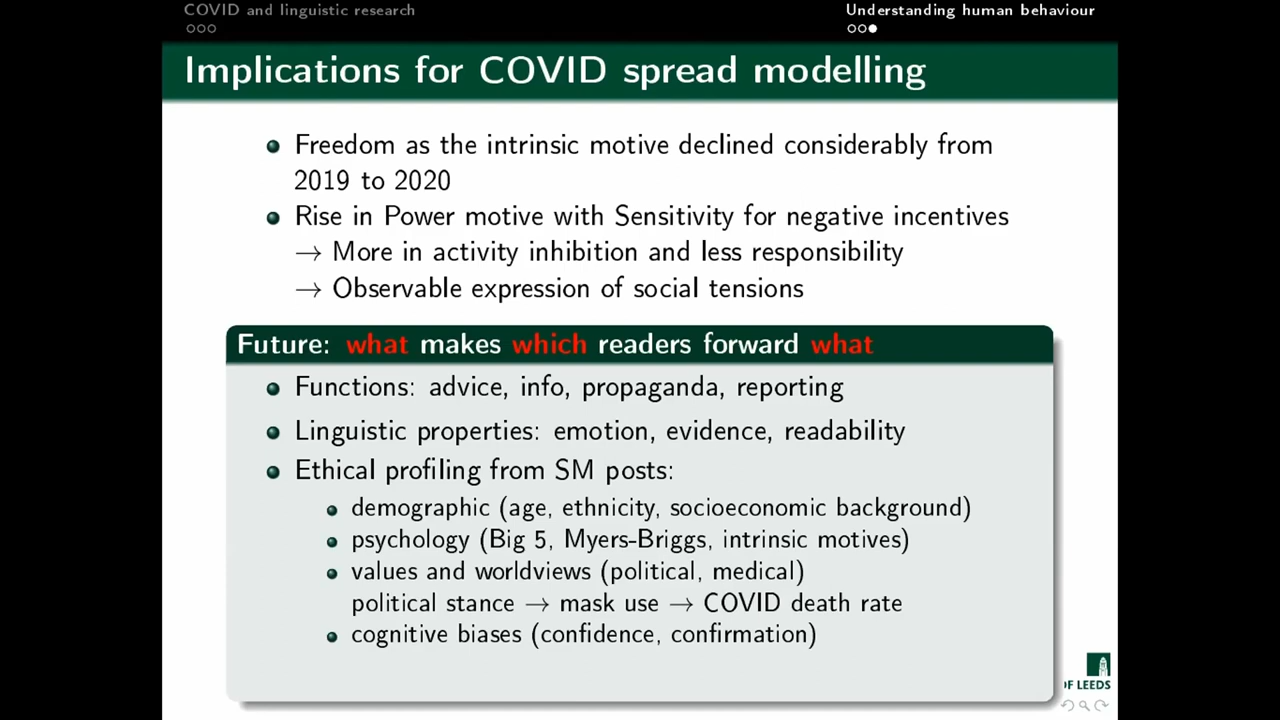 COVID and linguistic research
Understanding human behaviour
Implications for COVID spread modelling
Freedom as the intrinsic motive declined considerably from
2019 to 2020
Rise in Power motive with Sensitivity for negative incentives
→ More in activity inhibition and less responsibility
→ Observable expression of social tensions
Future: what makes which readers forward what
Functions: advice, info, propaganda, reporting
Linguistic properties: emotion, evidence, readability
Ethical profiling from SM posts:
demographic (age, ethnicity, socioeconomic background)
psychology (Big 5, Myers-Briggs, intrinsic motives)
values and worldviews (political, medical)
political stance → mask use → COVID death rate
cognitive biases (confidence, confirmation)
OF LEEDS